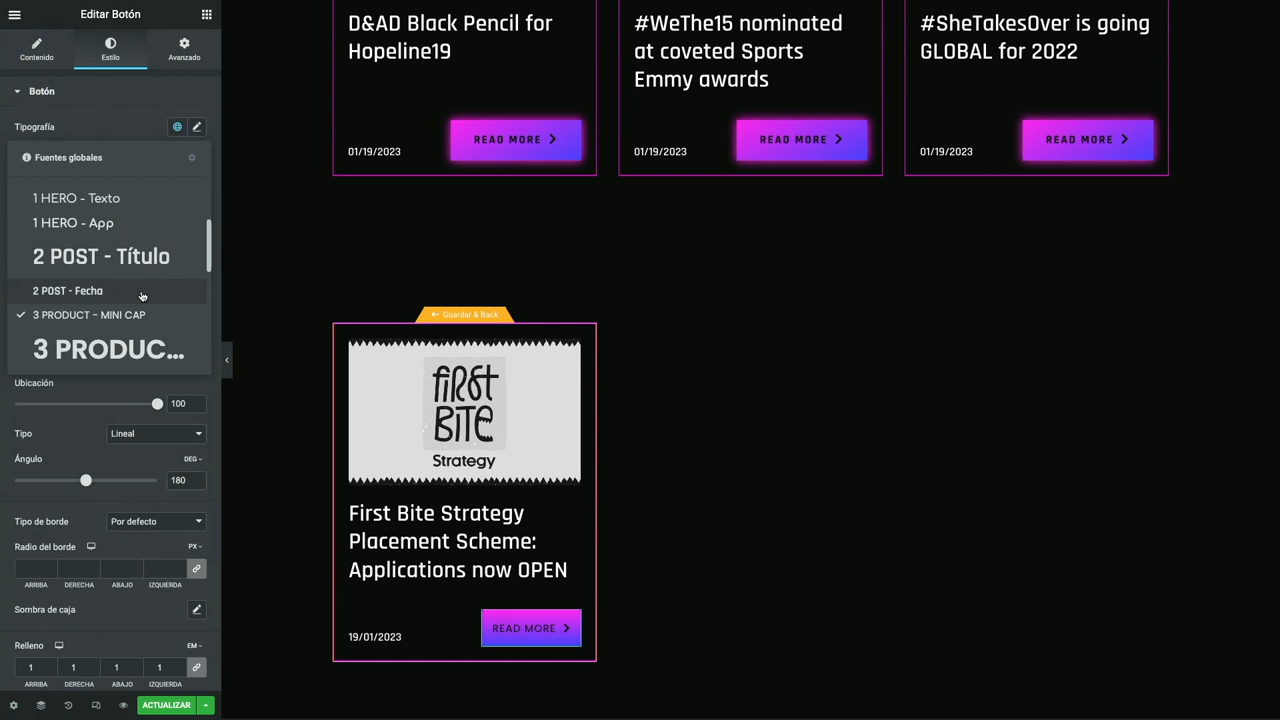 Editar Botón
Contenido
Estilo
Avanzado
Botón
Tipografía
Fuentes globales
1 HERO - Texto
1 HERO - App
2 POST - Título
2 POST - Fecha
3 PRODUCT - MINI CAP
3 PRODUC...
Ubicación
100
Tipo
Lineal
Ángulo
DEG
180
Tipo de borde
Por defecto
Radio del borde
PX
ARRIBA
DERECHA
ABAJO
IZQUIERDA
Sombra de caja
Relleno
EM
1
1
1
1
ARRIBA
DERECHA
ABAJO
IZQUIERDA
ACTUALIZAR
D&AD Black Pencil for
Hopeline19
01/19/2023
READ MORE
#WeThe15 nominated
at coveted Sports
Emmy awards
01/19/2023
READ MORE
#SheTakesOver is going
GLOBAL for 2022
01/19/2023
READ MORE
Guardar & Back
first
BITE
Strategy
First Bite Strategy
Placement Scheme:
Applications now OPEN
19/01/2023
READ MORE